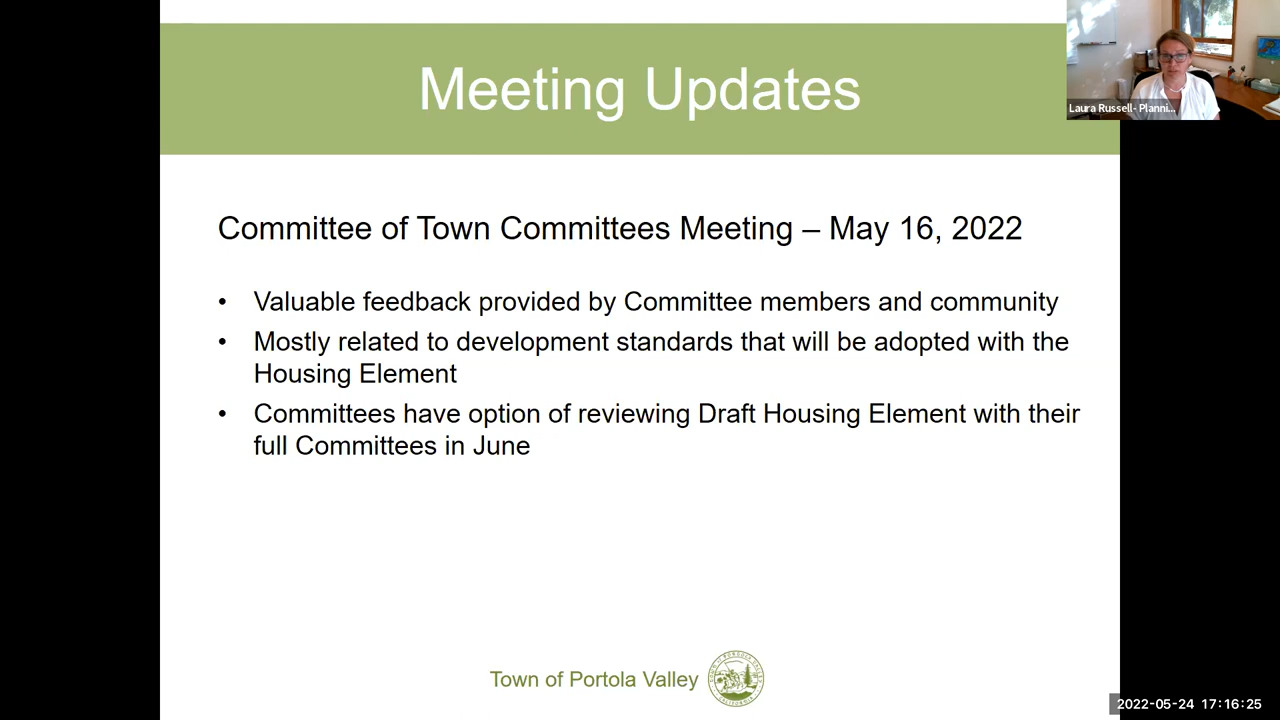 Meeting Updates
Laura Russell- Planni...
Committee of Town Committees Meeting – May 16, 2022
• Valuable feedback provided by Committee members and community
• Mostly related to development standards that will be adopted with the
Housing Element
• Committees have option of reviewing Draft Housing Element with their
full Committees in June
Town of Portola Valley
2022-05-24 17:16:25